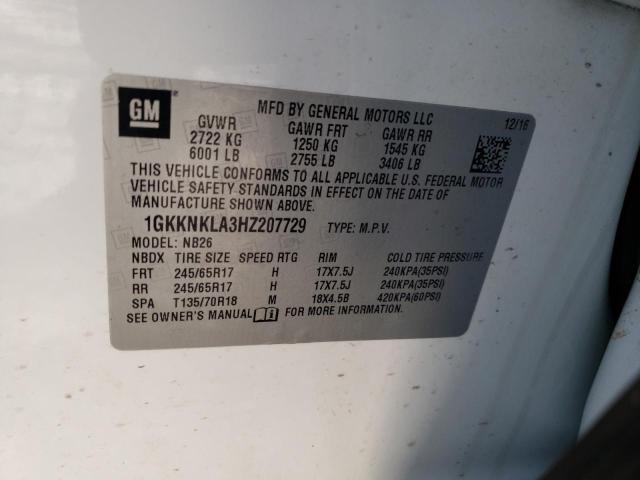 GM
MFD BY GENERAL MOTORS LLC 12/16
GVWR GAWR FRT GAWR RR
2722 KG 1250 KG 1545 KG
6001 LB 2755 LB 3406 LB
THIS VEHICLE CONFORMS TO ALL APPLICABLE U.S. FEDERAL MOTOR
VEHICLE SAFETY STANDARDS IN EFFECT ON THE DATE OF
MANUFACTURE SHOWN ABOVE.
1GKKNKLA3HZ207729 TYPE: M.P.V.
MODEL: NB26
NBDX TIRE SIZE SPEED RTG RIM COLD TIRE PRESSURE
FRT 245/65R17 H 17X7.5J 240KPA(35PSI)
RR 245/65R17 H 17X7.5J 240KPA(35PSI)
SPA T135/70R18 M 18X4.5B 420KPA(60PSI)
SEE OWNER'S MANUAL FOR MORE INFORMATION.